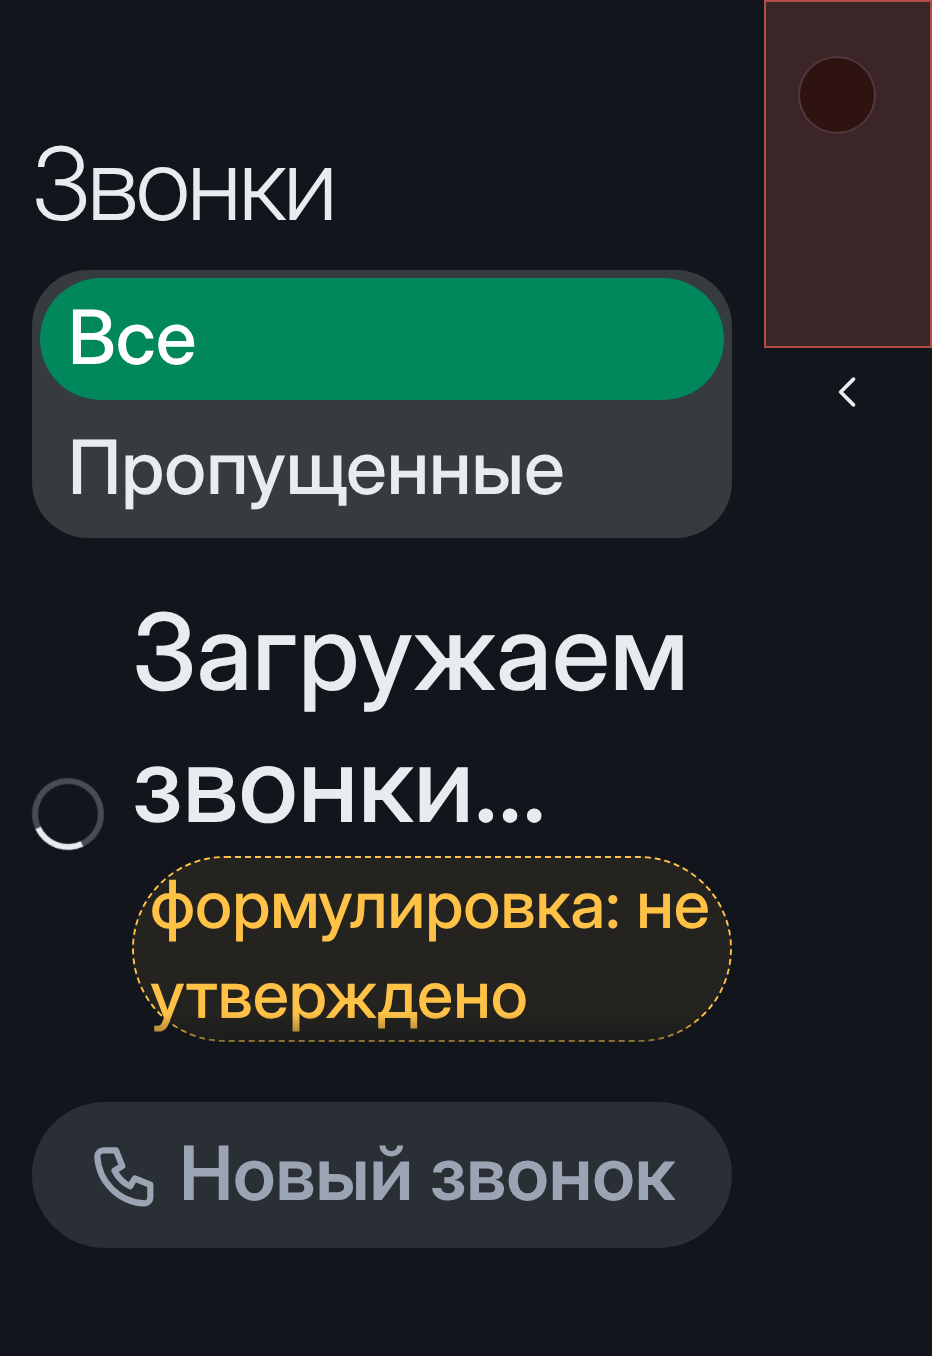 Звонки
Все
Пропущенные
Загружаем
звонки...
формулировка: не
утверждено
Новый звонок